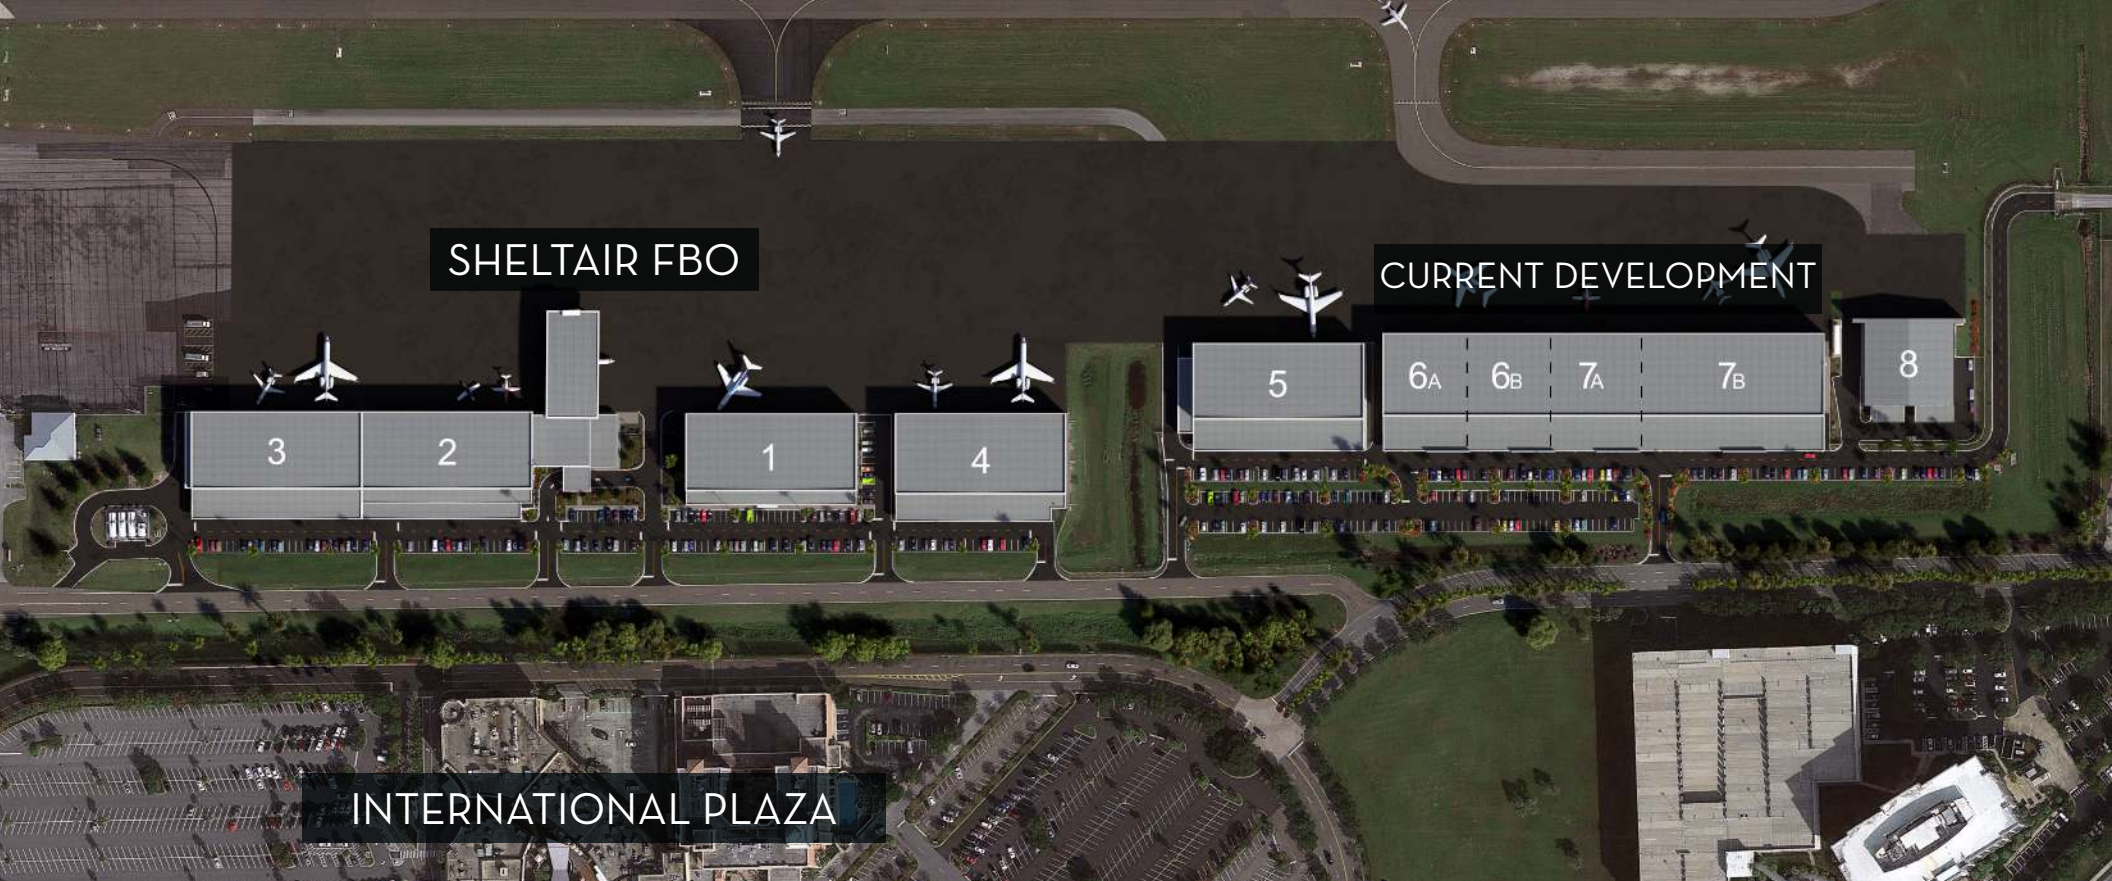 SHELTAIR FBO
CURRENT DEVELOPMENT
5
6A
6B
7A
7B
8
3
2
1
4
INTERNATIONAL PLAZA